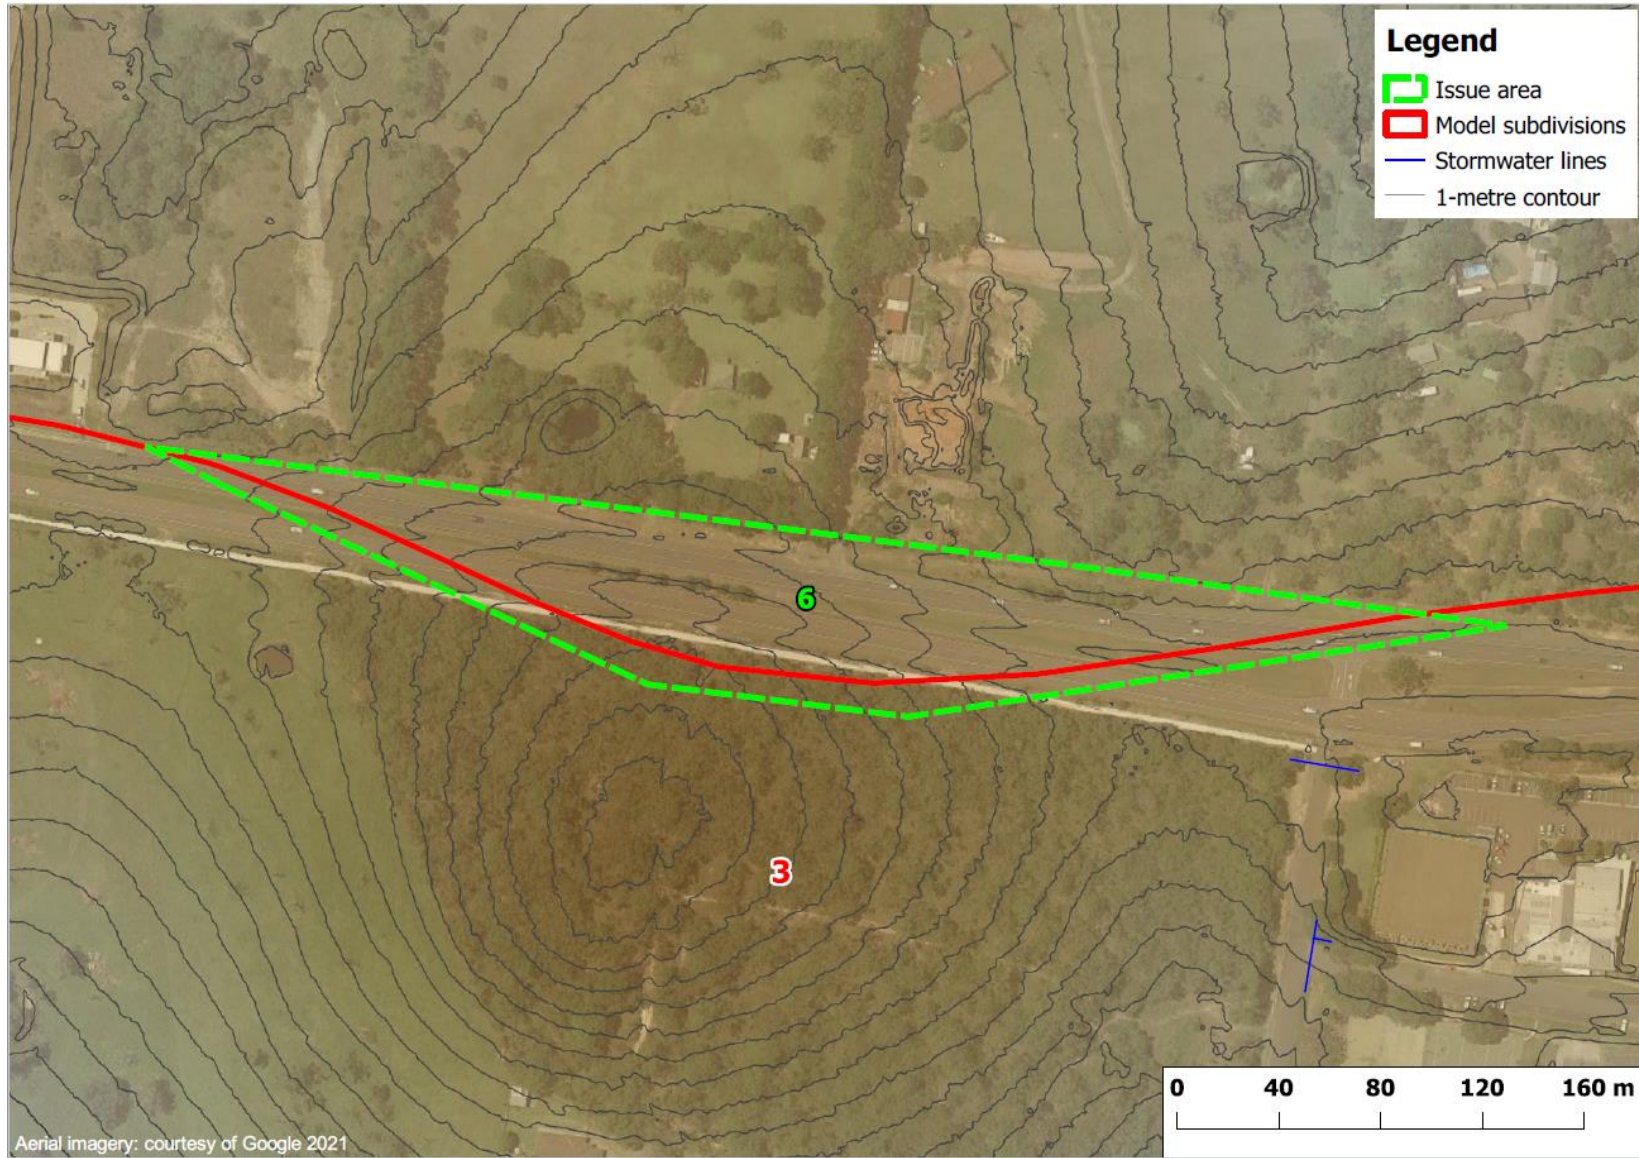 Legend
Issue area
Model subdivisions
Stormwater lines
1-metre contour
6
3
0 40 80 120 160 m
Aerial imagery: courtesy of Google 2021